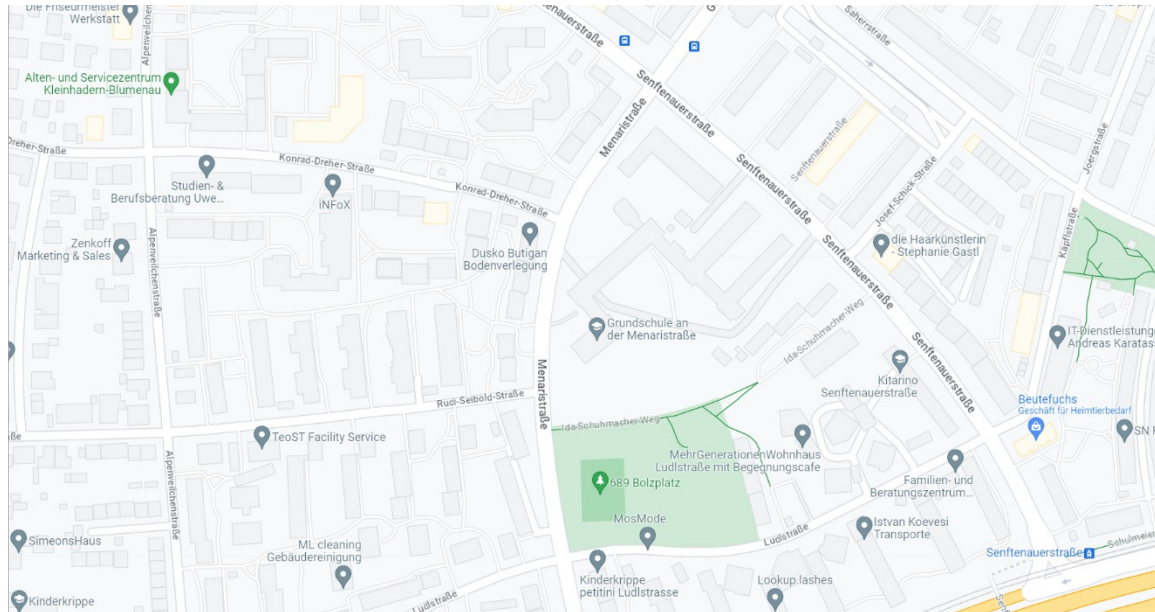 Die Friseurmeister
Werkstatt
Alpenveilchenstraße
Alten- und Servicezentrum
Kleinhadern-Blumenau
Senftenauerstraße
Senftenauerstraße
Saherrstraße
Menaristraße
Senftenauerstraße
Senftenauerstraße
Joergstraße
Dreher-Straße
Konrad-Dreher-Straße
Konrad-Dreher-Straße
Studien- &
Berufsberatung Uwe...
iNFoX
Josef-Schick-Straße
Käpflstraße
Zenkoff
Marketing & Sales
Alpenveilchenstraße
Dusko Butigan
Bodenverlegung
die Haarkünstlerin
Stephanie Gastl
Senftenauerstraße
Grundschule an
der Menaristraße
Ida-Schuhmacher-Weg
Senftenauerstraße
IT-Dienstleistunge
Andreas Karatas
Menaristraße
Kitarino
Senftenauerstraße
Rudi-Seibold-Straße
Ida-Schuhmacher-Weg
Beutefuchs
Geschäft für Heimtierbedarf
TeoST Facility Service
MehrGenerationenWohnhaus
Ludlstraße mit Begegnungscafe
SN
Alpenveilchenstraße
689 Bolzplatz
Familien- und
Beratungszentrum...
MosMode
Istvan Koevesi
Transporte
Ludlstraße
SimeonsHaus
ML cleaning
Gebäudereinigung
Senftenauerstraße
Schulmeier
Kinderkrippe
petitini Ludlstrasse
Lookup.lashes
Kinderkrippe
Ludlstraße